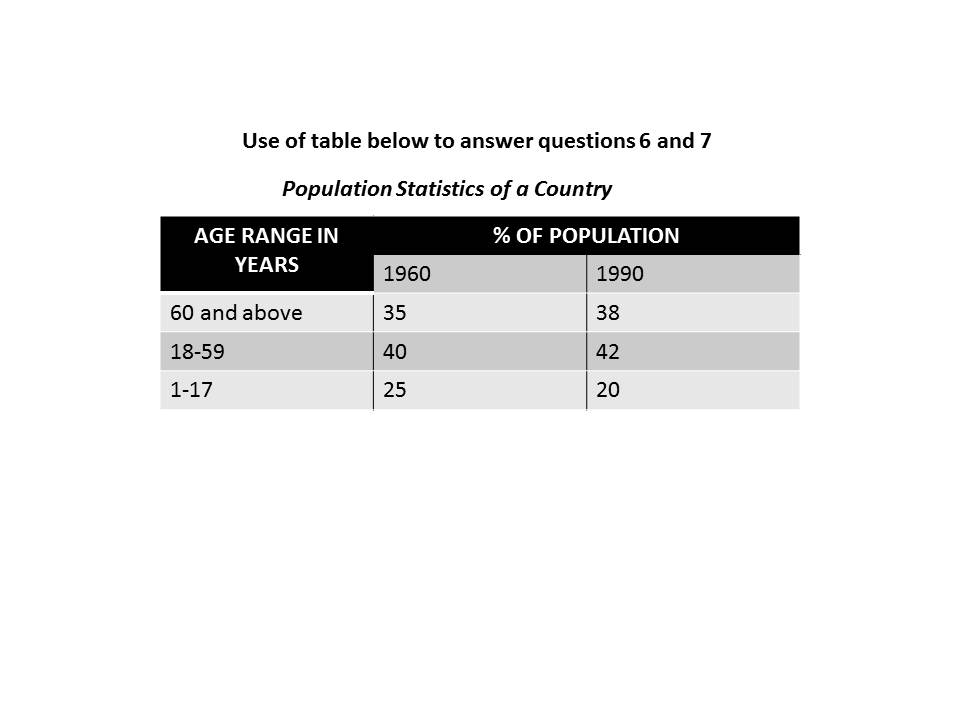 Use of table below to answer questions 6 and 7
Population Statistics of a Country
AGE RANGE IN
YEARS
% OF POPULATION
1960 1990
60 and above 35 38
18-59 40 42
1-17 25 20